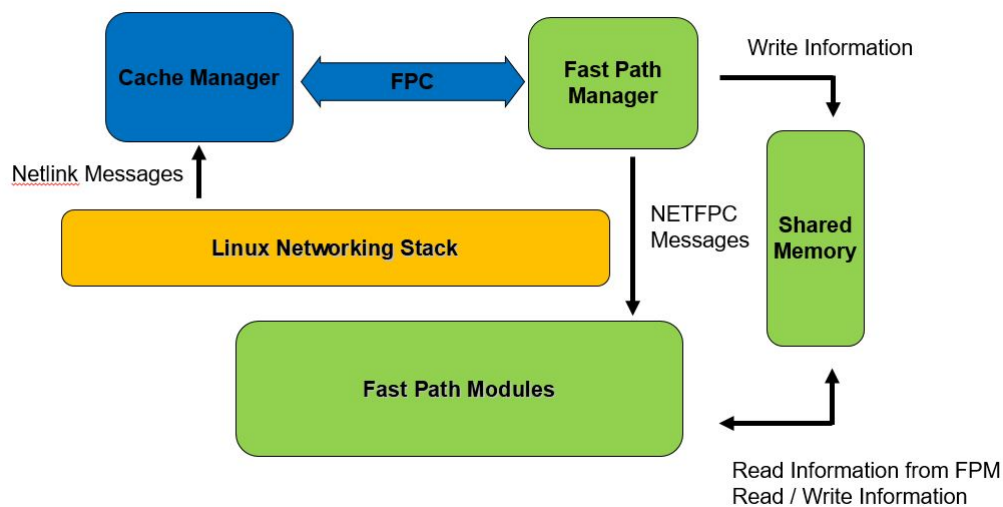 Cache Manager
FPC
Fast Path
Manager
Write Information
Netlink Messages
Linux Networking Stack
NETFPC
Messages
Shared
Memory
Fast Path Modules
Read Information from FPM
Read / Write Information